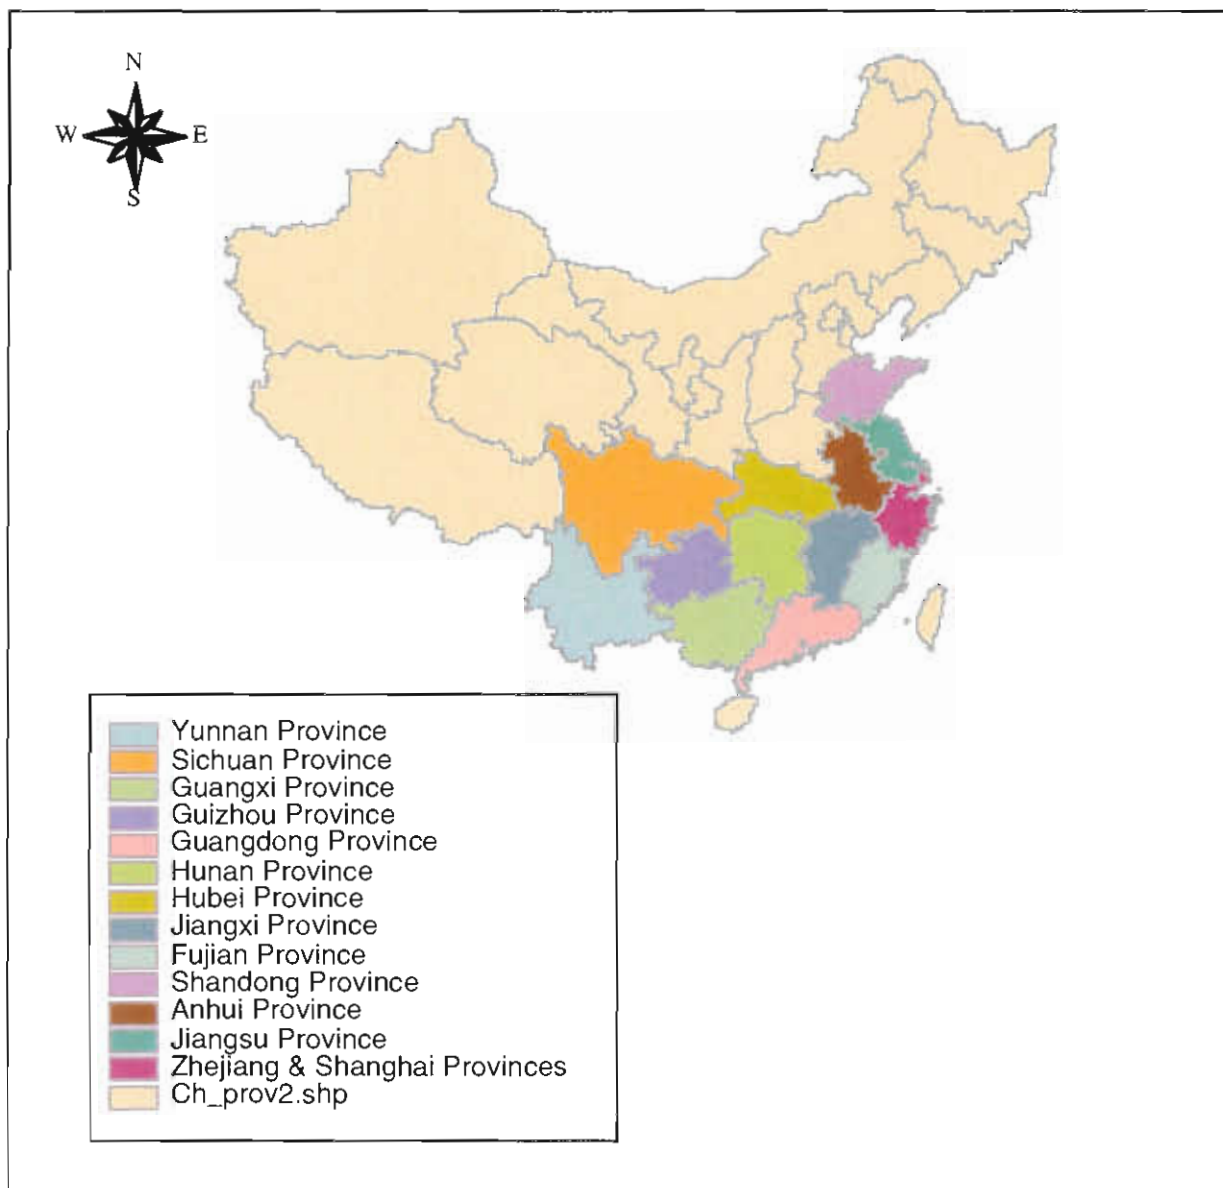 N
W E
S
Yunnan Province
Sichuan Province
Guangxi Province
Guizhou Province
Guangdong Province
Hunan Province
Hubei Province
Jiangxi Province
Fujian Province
Shandong Province
Anhui Province
Jiangsu Province
Zhejiang & Shanghai Provinces
Ch_prov2.shp